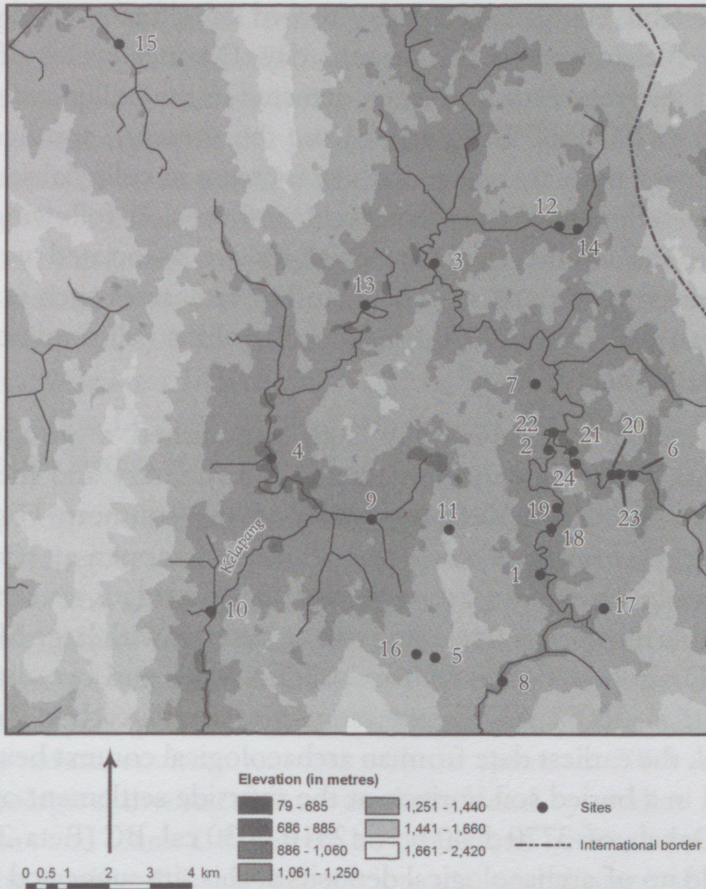 15
12
14
3
13
7
22
21
20
6
2
4
24
23
9
11
19
18
Kelapang
1
10
17
16
5
8
Elevation (in metres)
79 - 685
686 - 885
886 - 1,060
1,061 - 1,250
1,251 - 1,440
1,441 - 1,660
1,661 - 2,420
Sites
International border
0 0.5 1 2 3 4 km